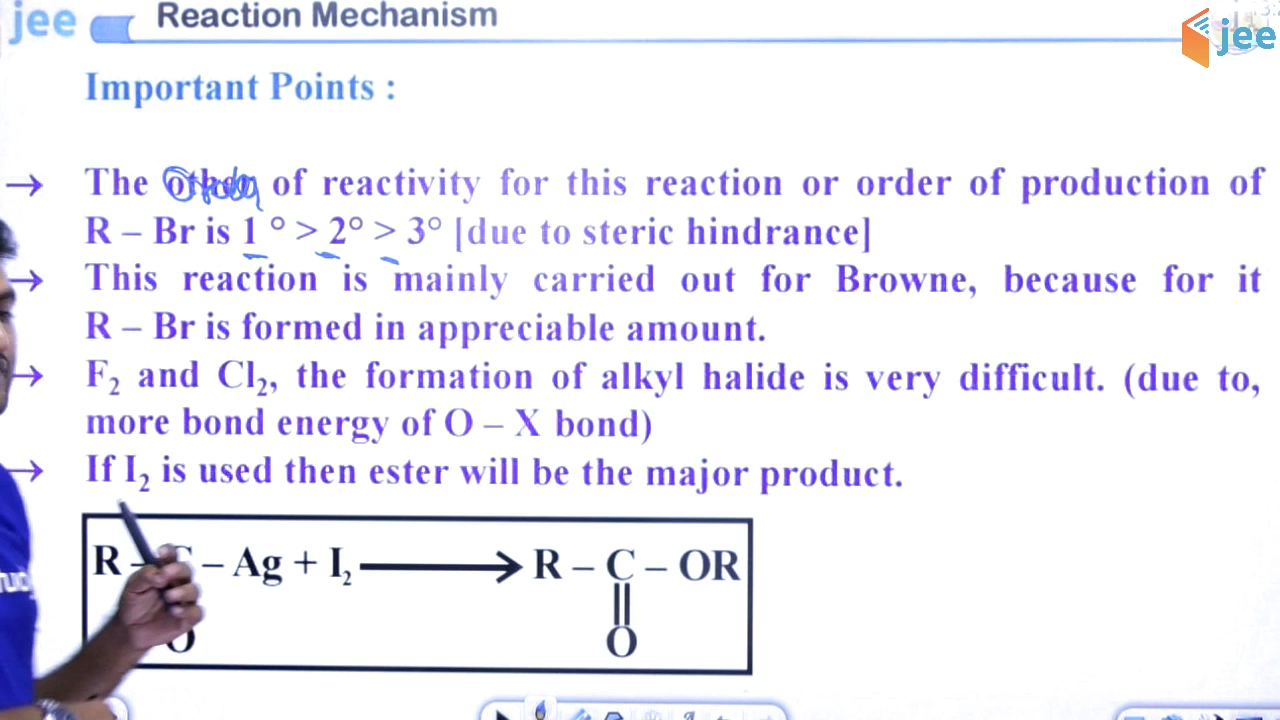 jee
Reaction Mechanism
jee
Important Points :
→ The Order of reactivity for this reaction or order of production of
R – Br is 1° > 2° > 3° [due to steric hindrance]
→ This reaction is mainly carried out for Browne, because for it
R – Br is formed in appreciable amount.
→ F₂ and Cl₂, the formation of alkyl halide is very difficult. (due to,
more bond energy of O – X bond)
→ If I₂ is used then ester will be the major product.
R – C – Ag + I₂ ⟶ R – C – OR
O
O